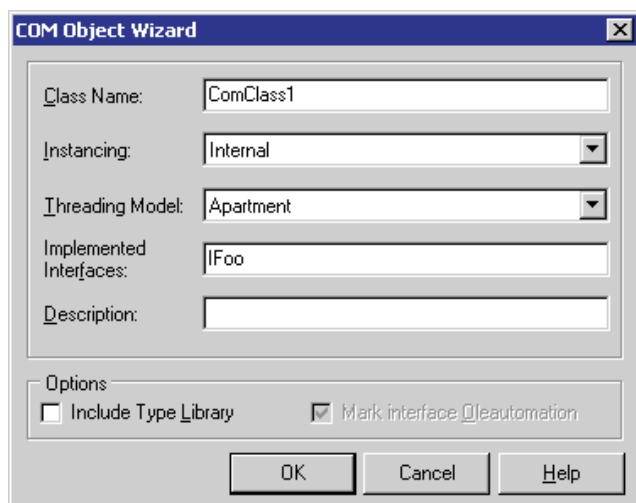 COM Object Wizard
Class Name: ComClass1
Instancing: Internal
Threading Model: Apartment
Implemented
Interfaces: IFoo
Description:
Options
Include Type Library Mark interface Oleautomation
OK Cancel Help